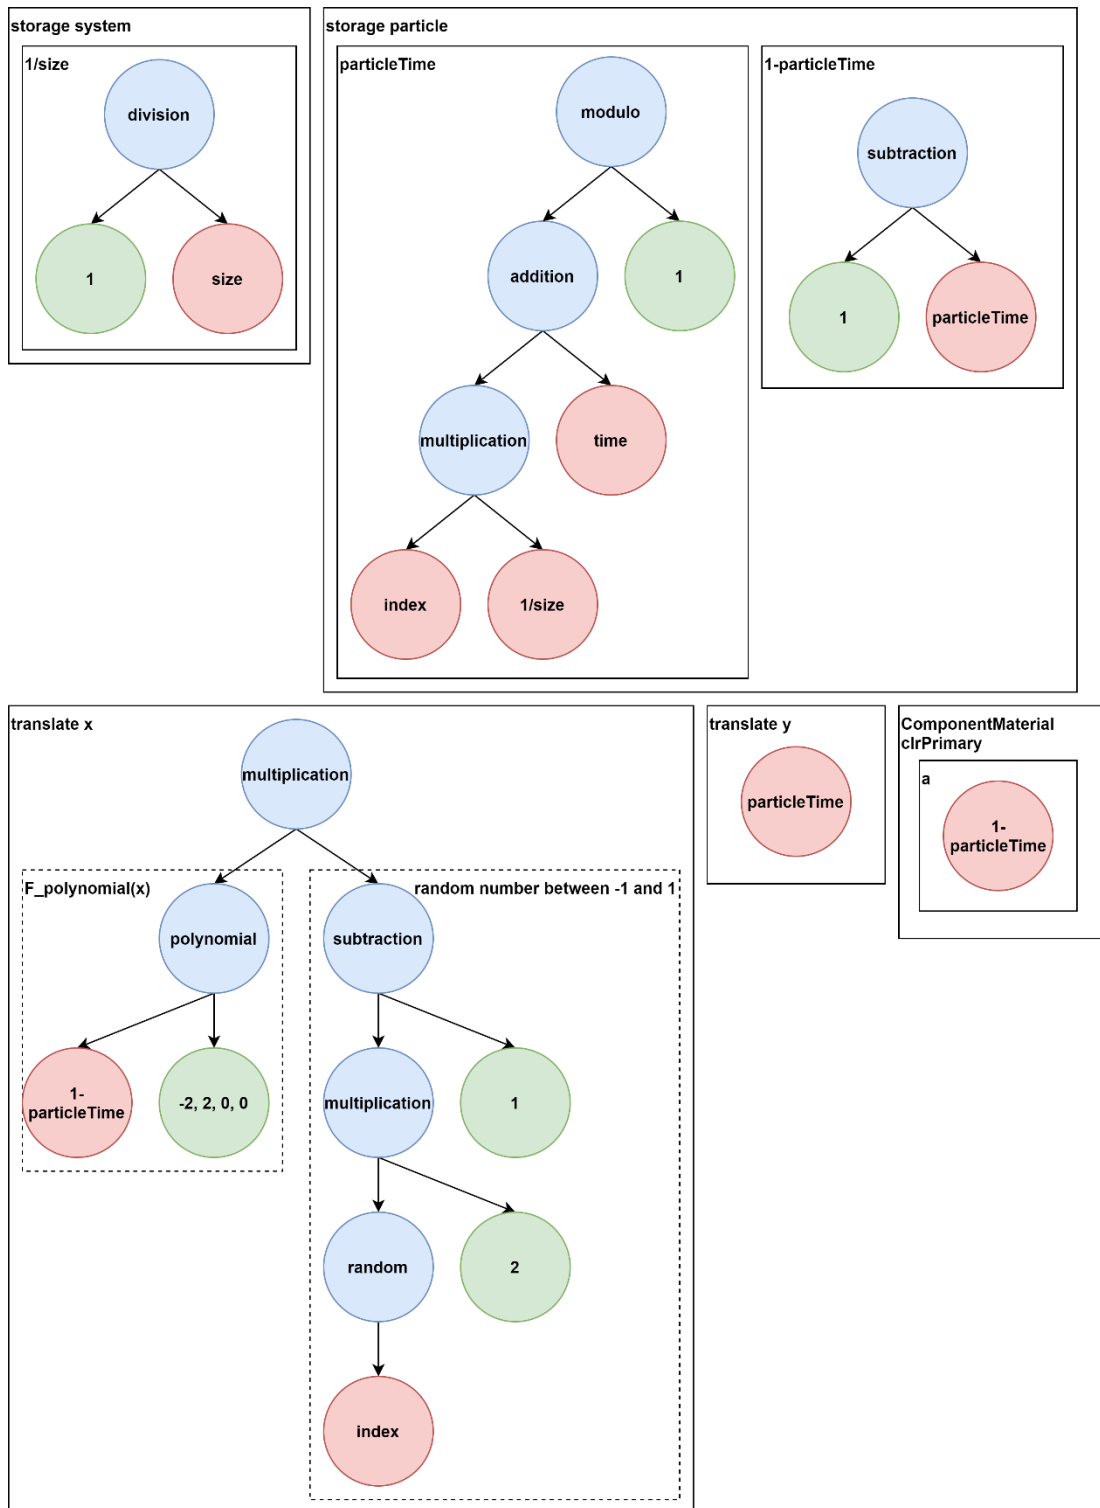 storage system
1/size
division
1
size
storage particle
particleTime
modulo
addition
1
multiplication
time
index
1/size
1-particleTime
subtraction
1
particleTime
translate x
multiplication
F_polynomial(x)
polynomial
1-
particleTime
-2, 2, 0, 0
random number between -1 and 1
subtraction
multiplication
1
random
2
index
translate y
particleTime
ComponentMaterial
clrPrimary
a
1-
particleTime